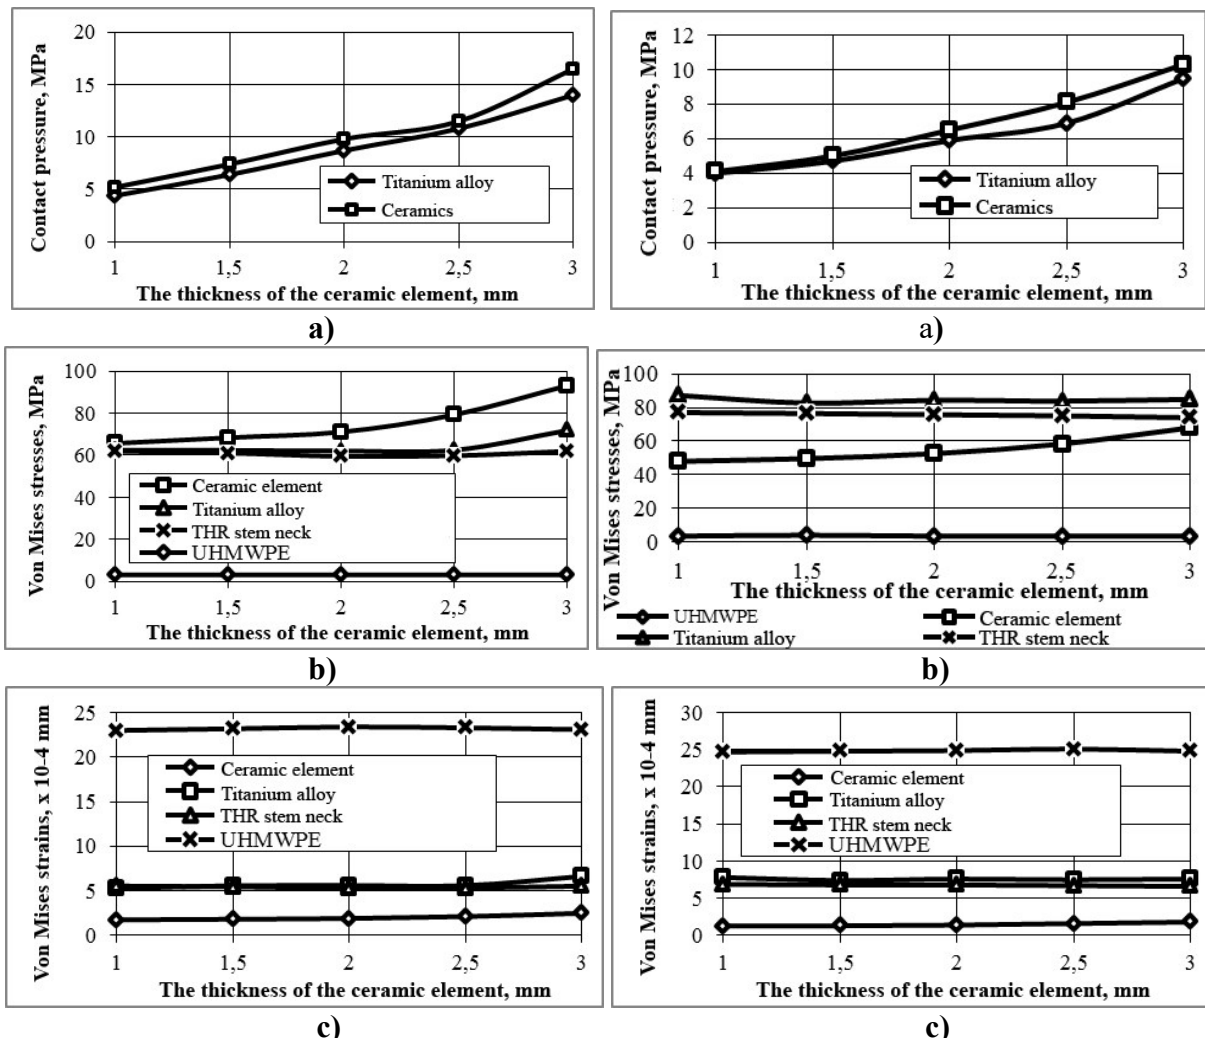 Contact pressure, MPa
20
15
10
5
0
Titanium alloy
Ceramics
1 1,5 2 2,5 3
The thickness of the ceramic element, mm
a)
Contact pressure, MPa
12
10
8
6
4
2
0
Titanium alloy
Ceramics
1 1,5 2 2,5 3
The thickness of the ceramic element, mm
a)
Von Mises stresses, MPa
100
80
60
40
20
0
Ceramic element
Titanium alloy
THR stem neck
UHMWPE
1 1,5 2 2,5 3
The thickness of the ceramic element, mm
b)
Von Mises stresses, MPa
100
80
60
40
20
0
1 1,5 2 2,5 3
The thickness of the ceramic element, mm
UHMWPE Ceramic element
Titanium alloy THR stem neck
b)
Von Mises strains, x 10-4 mm
25
20
15
10
5
0
Ceramic element
Titanium alloy
THR stem neck
UHMWPE
1 1,5 2 2,5 3
The thickness of the ceramic element, mm
c)
Von Mises strains, x 10-4 mm
30
25
20
15
10
5
0
Ceramic element
Titanium alloy
THR stem neck
UHMWPE
1 1,5 2 2,5 3
The thickness of the ceramic element, mm
c)